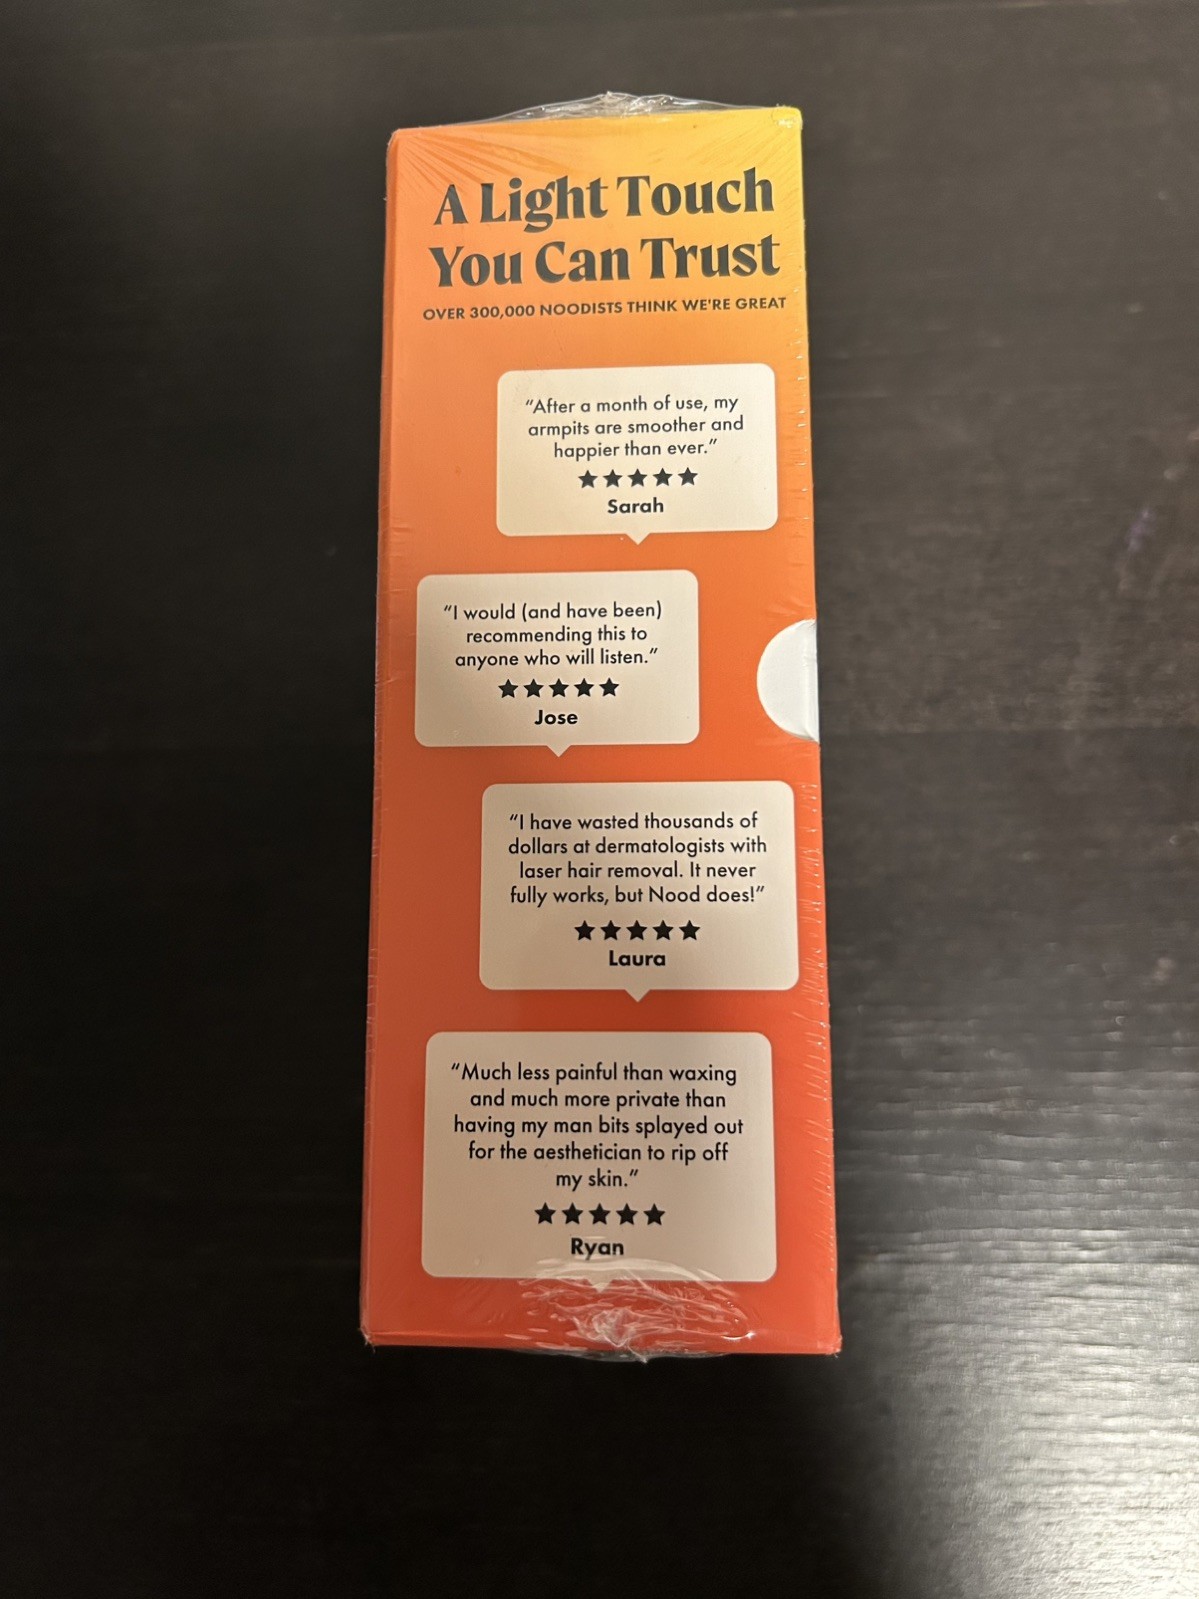 A Light Touch
You Can Trust
OVER 300,000 NOODISTS THINK WE'RE GREAT
“After a month of use, my
armpits are smoother and
happier than ever.”
★★★★★
Sarah
“I would (and have been)
recommending this to
anyone who will listen.”
★★★★★
Jose
“I have wasted thousands of
dollars at dermatologists with
laser hair removal. It never
fully works, but Nood does!”
★★★★★
Laura
“Much less painful than waxing
and much more private than
having my man bits splayed out
for the aesthetician to rip off
my skin.”
★★★★★
Ryan